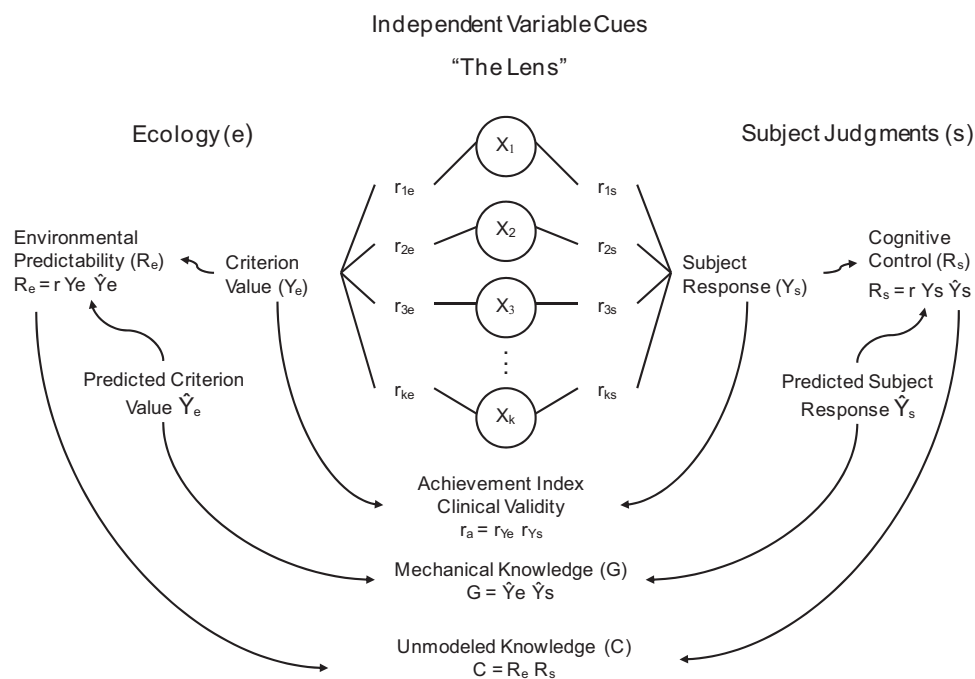 Independent Variable Cues
“The Lens”
Ecology (e)
Subject Judgments (s)
X1
r1e
r1s
X2
r2e
r2s
Environmental
Predictability (Re)
Re = r Ye Ŷe
Criterion
Value (Ye)
Subject
Response (Ys)
Cognitive
Control (Rs)
Rs = r Ys Ŷs
X3
r3e
r3s
Predicted Criterion
Value Ŷe
rke
rks
Xk
Predicted Subject
Response Ŷs
Achievement Index
Clinical Validity
ra = rYe rYs
Mechanical Knowledge (G)
G = Ŷe Ŷs
Unmodeled Knowledge (C)
C = Re Rs